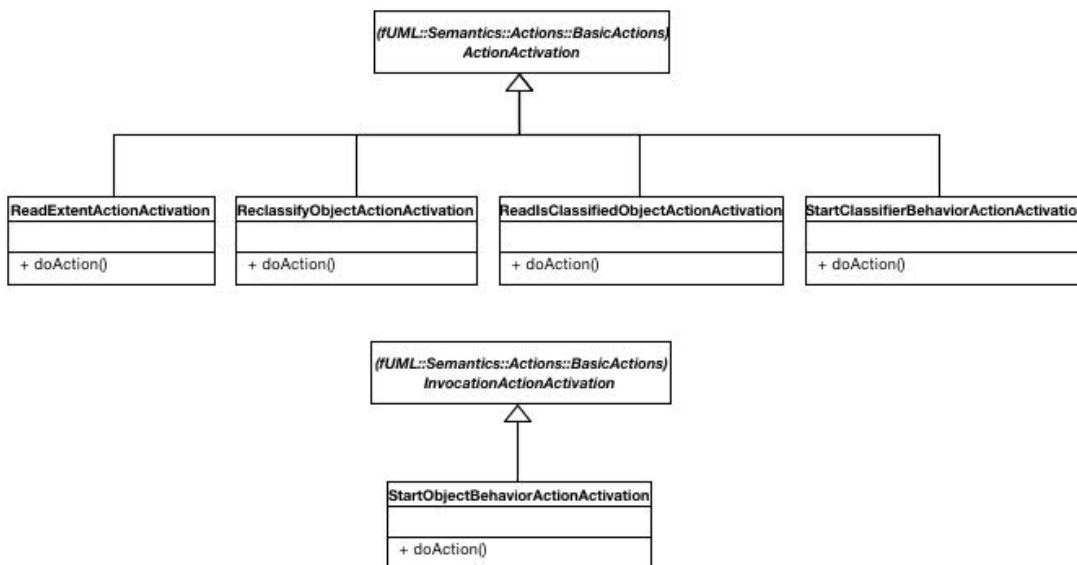 (fUML::Semantics::Actions::BasicActions)
ActionActivation
ReadExtentActionActivation
ReclassifyObjectActionActivation
ReadIsClassifiedObjectActionActivation
StartClassifierBehaviorActionActivatio
+ doAction()
+ doAction()
+ doAction()
+ doAction()
(fUML::Semantics::Actions::BasicActions)
InvocationActionActivation
StartObjectBehaviorActionActivation
+ doAction()